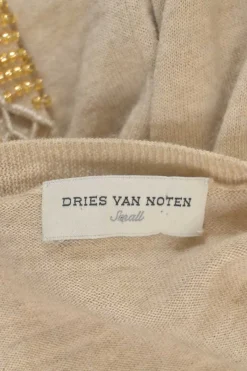 DRIES VAN NOTEN
Small